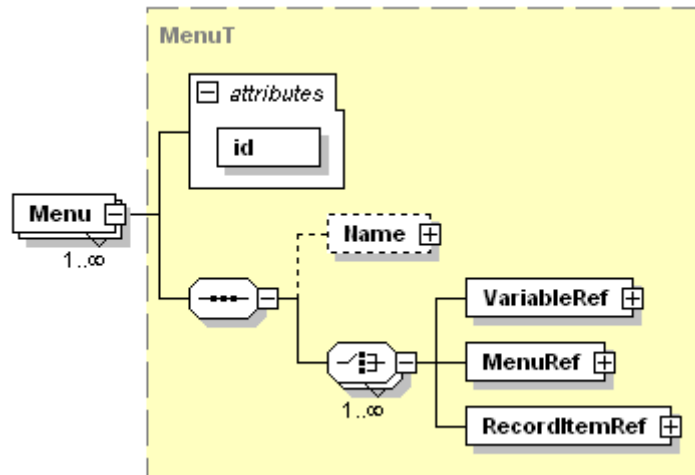 MenuT
attributes
id
Menu
1..∞
Name
VariableRef
MenuRef
1..∞
RecordItemRef